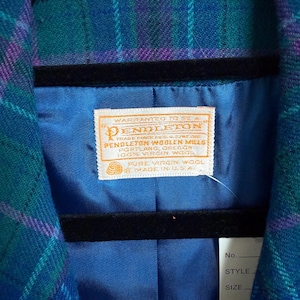 WARRANTED TO BE A
PENDLETON
PENDLETON WOOLEN MILLS
PORTLAND, OREGON
100% VIRGIN WOOL
PURE VIRGIN WOOL
MADE IN U.S.A.
No.
STYLE
SIZE